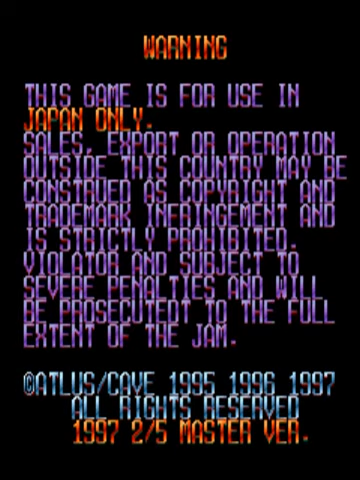 WARNING
THIS GAME IS FOR USE IN
JAPAN ONLY.
SALES, EXPORT OR OPERATION
OUTSIDE THIS COUNTRY MAY BE
CONSTRUED AS COPYRIGHT AND
TRADEMARK INFRINGEMENT AND
IS STRICTLY PROHIBITED.
VIOLATOR AND SUBJECT TO
SEVERE PENALTIES AND WILL
BE PROSECUTEDT TO THE FULL
EXTENT OF THE JAM.
©ATLUS/CAVE 1995 1996 1997
ALL RIGHTS RESERVED
1997 2/5 MASTER VER.